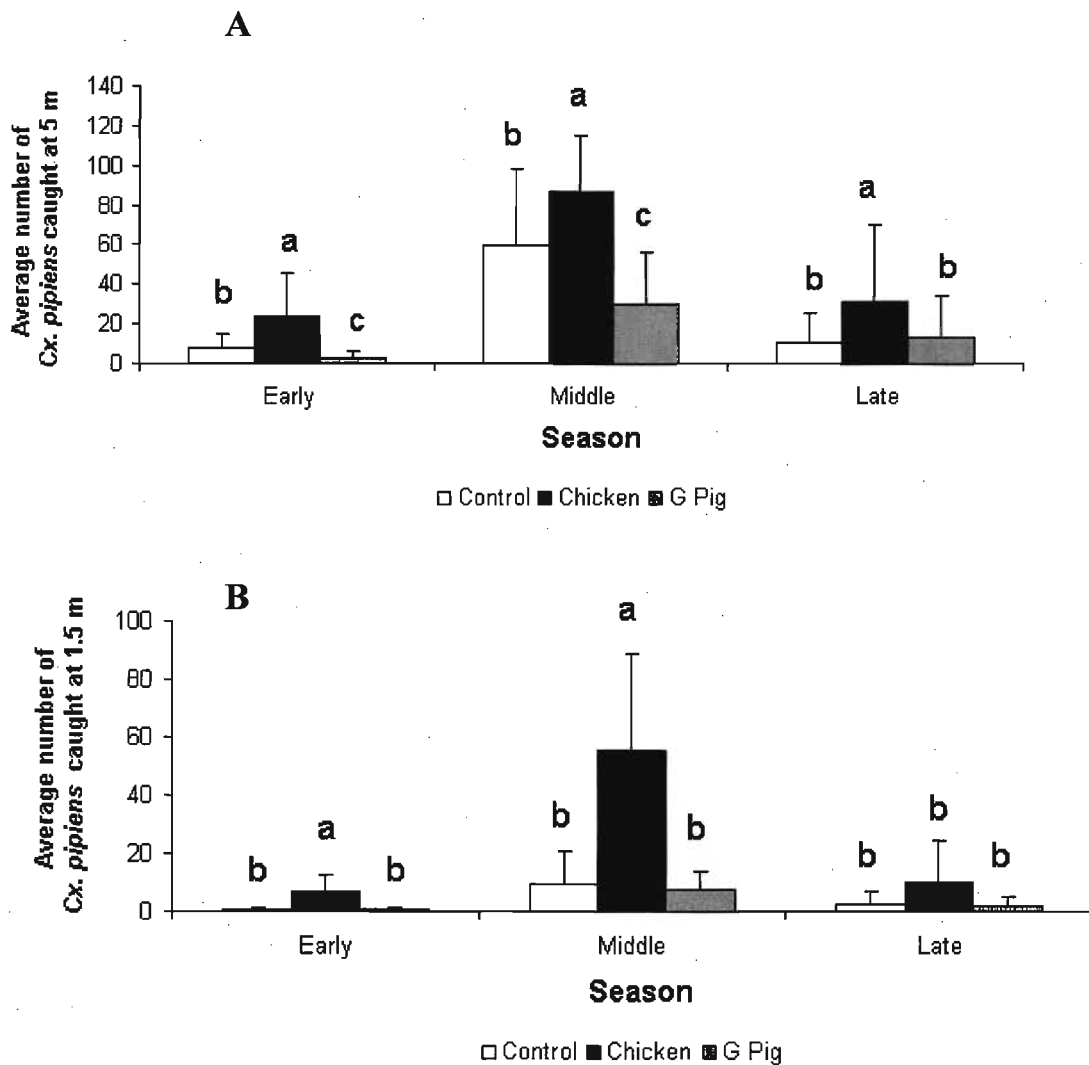 A
Average number of
Cx. pipiens caught at 5 m
140
120
100
80
60
40
20
0
b
a
c
b
a
c
b
a
b
Early
Middle
Late
Season
Control
Chicken
G Pig
B
Average number of
Cx. pipiens caught at 1.5 m
100
80
60
40
20
0
b
a
b
b
a
b
b
b
b
Early
Middle
Late
Season
Control
Chicken
G Pig